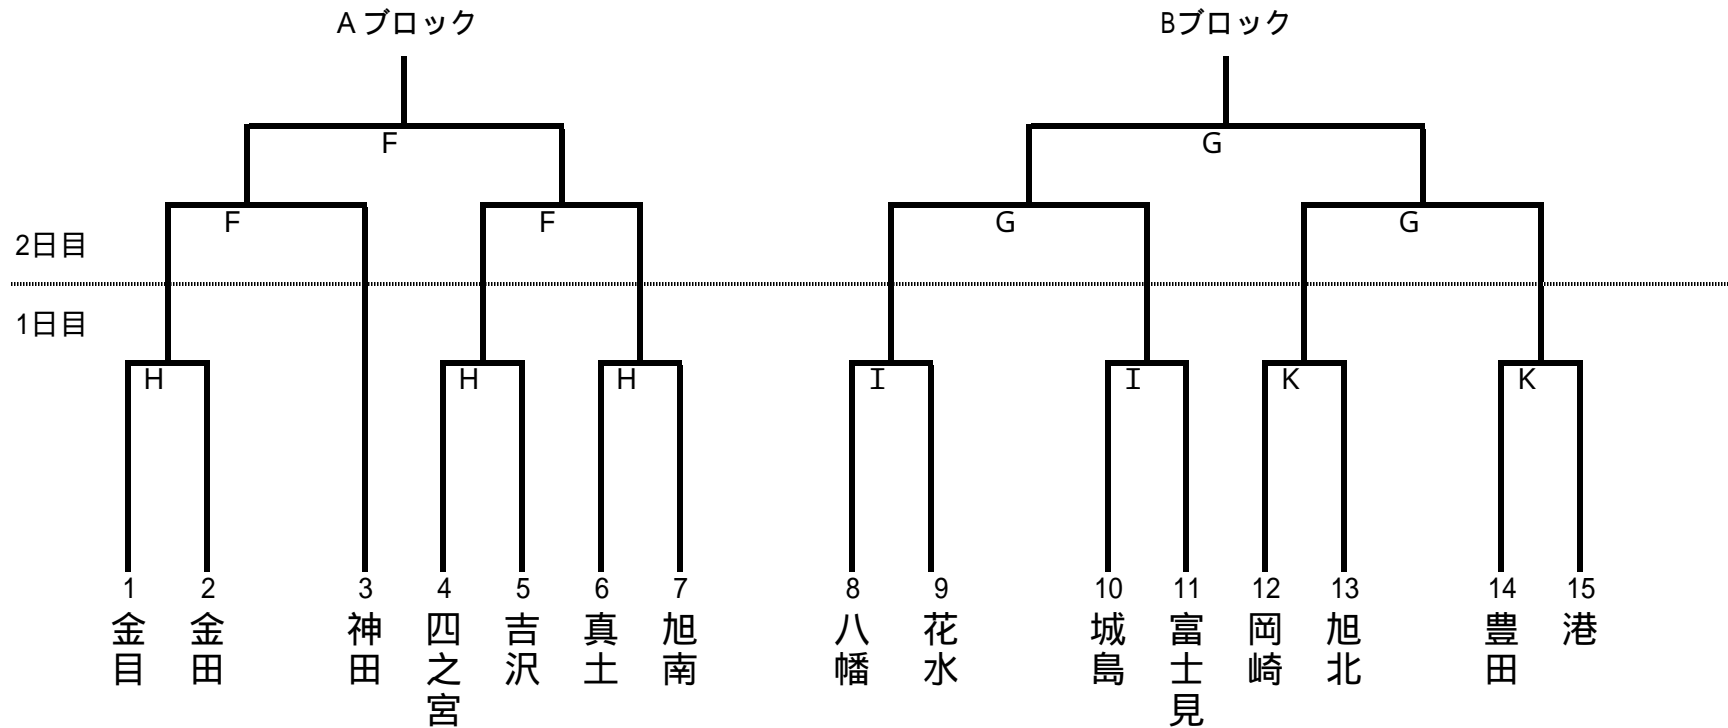 A ブロック Bブロック
F G
F F G G
2日目
1日目
H H H I I K K
1 2 3 4 5 6 7 8 9 10 11 12 13 14 15
金目 金田 神田 四之宮 吉沢 真土 旭南 八幡 花水 城島 富士見 岡崎 旭北 豊田 港